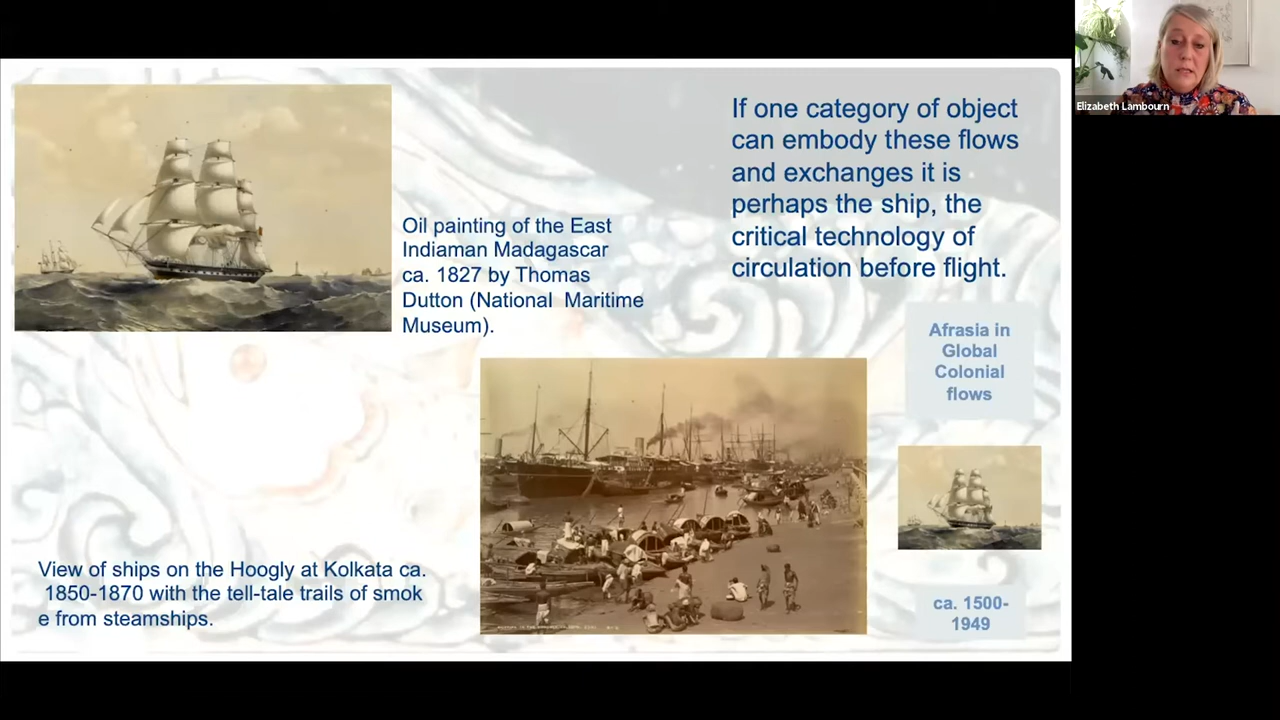 Elizabeth Lambourn
If one category of object
can embody these flows
and exchanges it is
perhaps the ship, the
critical technology of
circulation before flight.
Oil painting of the East
Indiaman Madagascar
ca. 1827 by Thomas
Dutton (National Maritime
Museum).
Afrasia in
Global
Colonial
flows
View of ships on the Hoogly at Kolkata ca.
1850-1870 with the tell-tale trails of smok
e from steamships.
ca. 1500-
1949